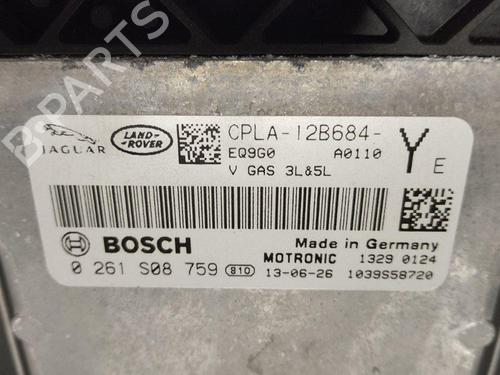 JAGUAR
LAND-
ROVER
CPLA-12B684-
EQ9G0 A0110
V GAS 3L&5L
Y E
BOSCH
Made in Germany
0 261 S08 759 810
MOTRONIC 1329 0124
13-06-26 1039S58720
B-Parts